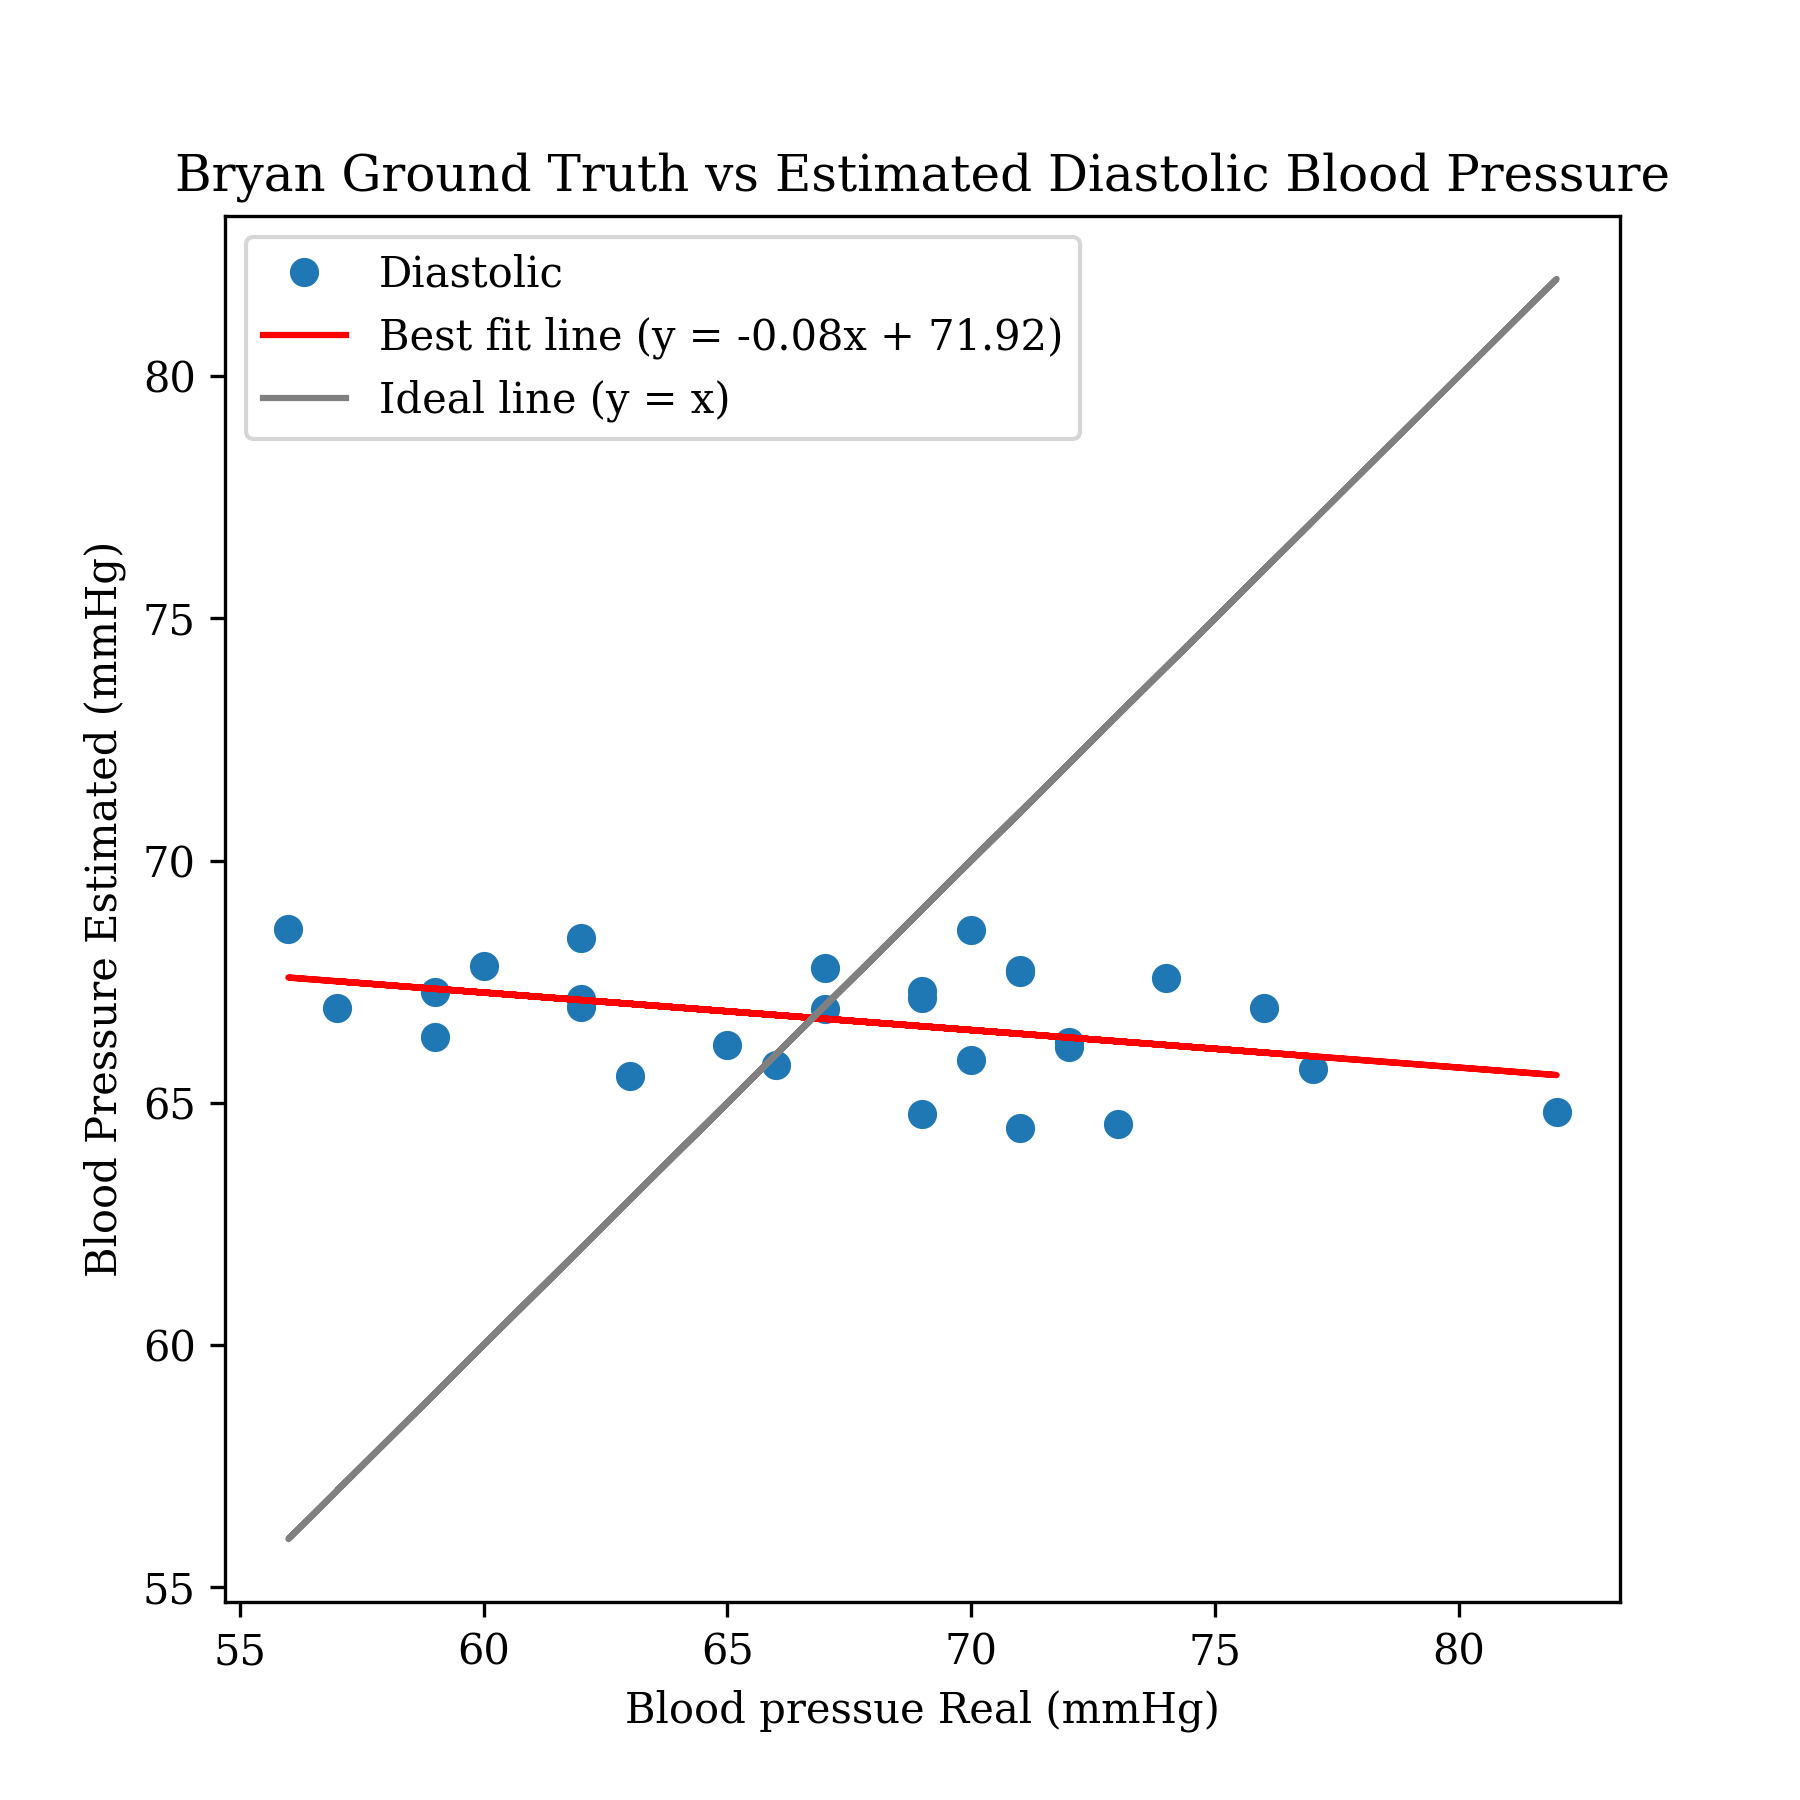 Bryan Ground Truth vs Estimated Diastolic Blood Pressure
Diastolic
Best fit line (y = -0.08x + 71.92)
Ideal line (y = x)
80
75
70
65
60
55
Blood Pressure Estimated (mmHg)
55 60 65 70 75 80
Blood pressue Real (mmHg)